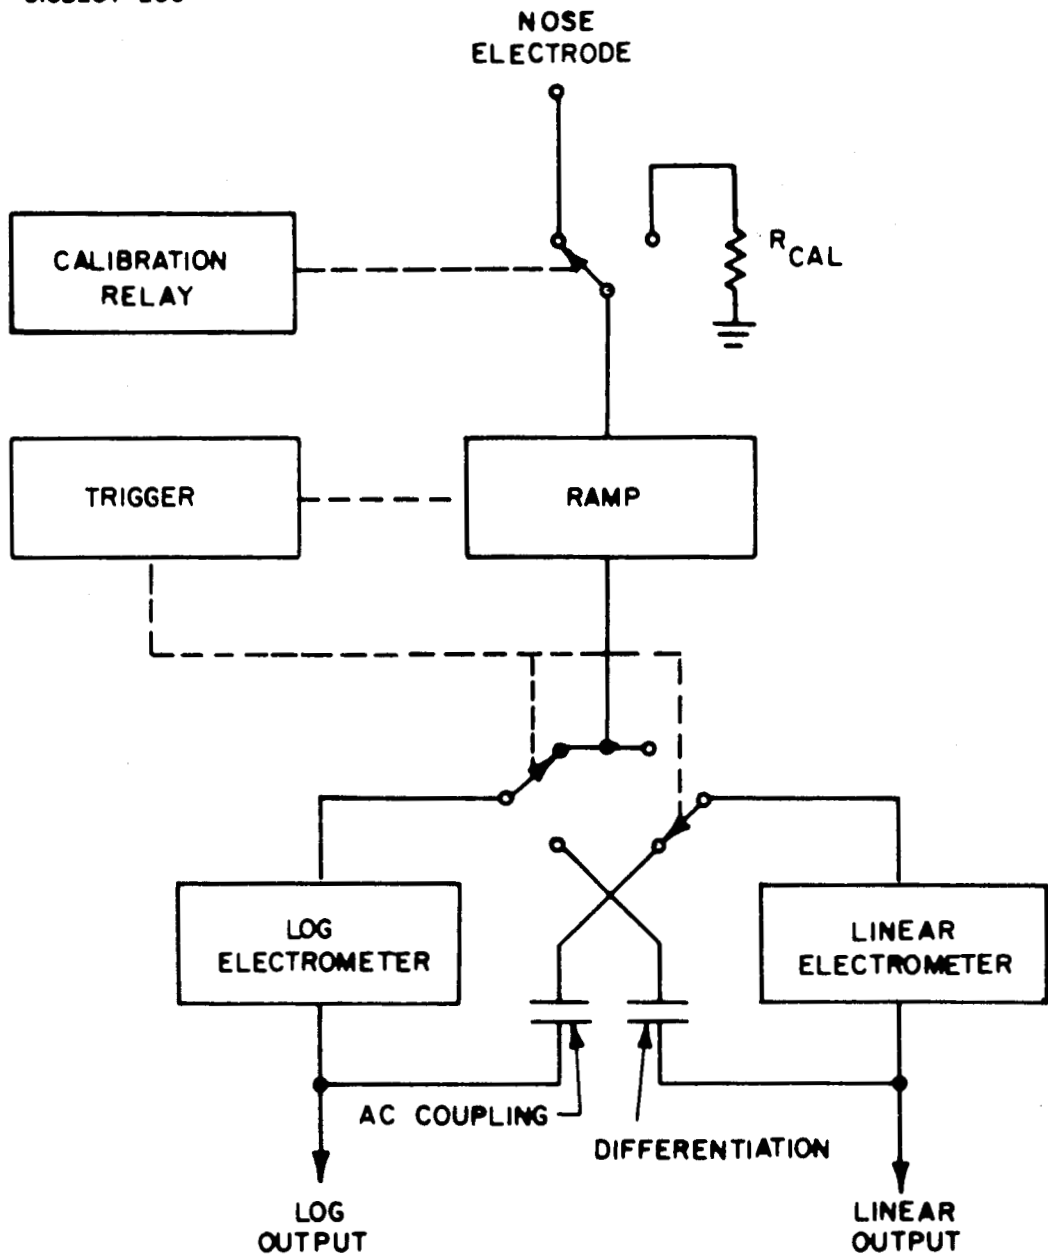 NOSE
ELECTRODE
R CAL
CALIBRATION
RELAY
TRIGGER
RAMP
LOG
ELECTROMETER
LINEAR
ELECTROMETER
AC COUPLING
DIFFERENTIATION
LOG
OUTPUT
LINEAR
OUTPUT